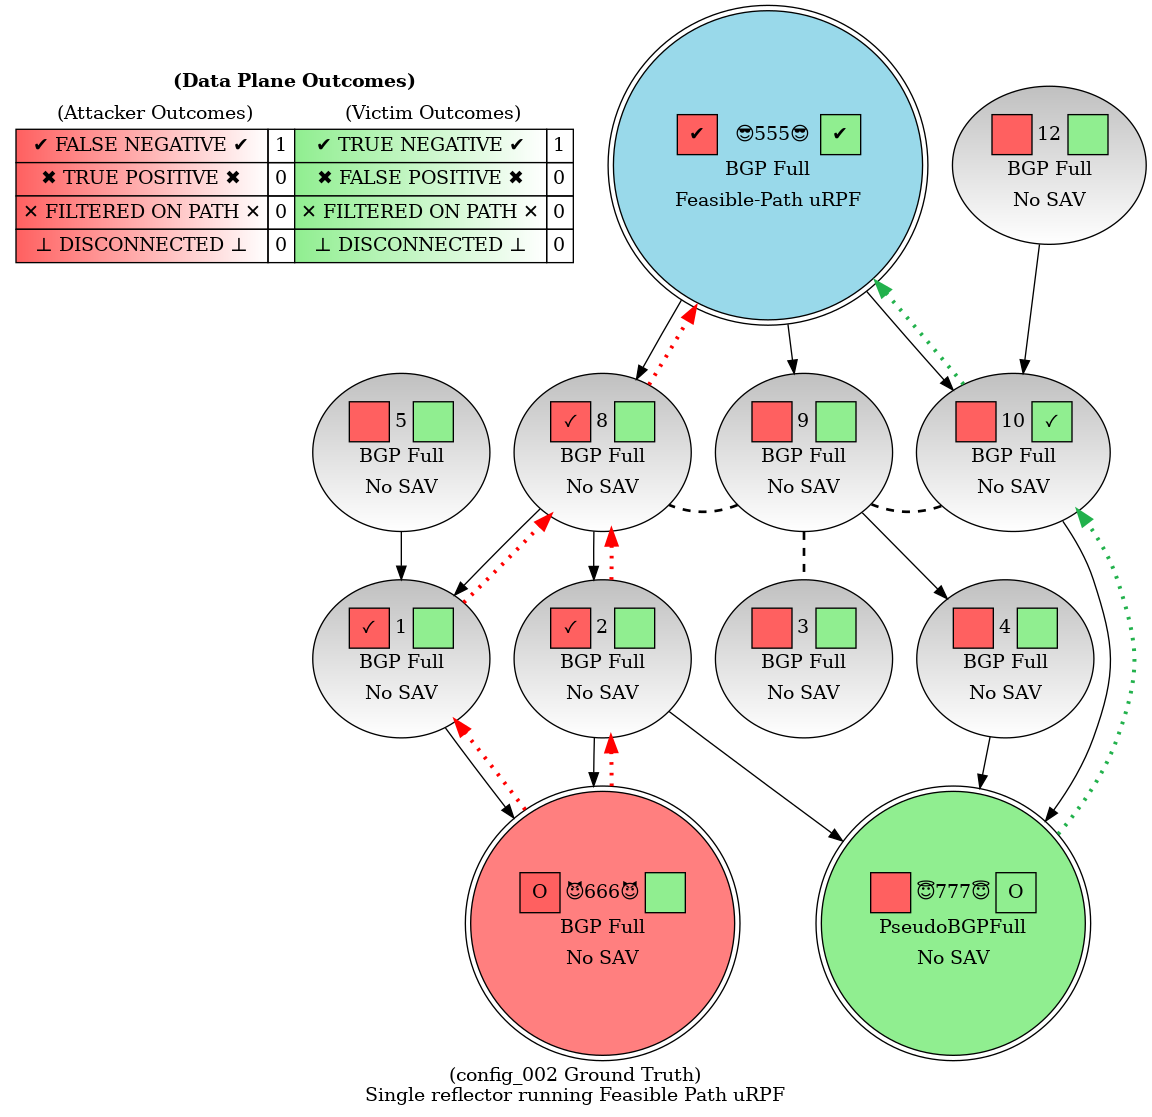 (Data Plane Outcomes)
(Attacker Outcomes) (Victim Outcomes)
✔ FALSE NEGATIVE ✔ 1 ✔ TRUE NEGATIVE ✔ 1
✖ TRUE POSITIVE ✖ 0 ✖ FALSE POSITIVE ✖ 0
✕ FILTERED ON PATH ✕ 0 ✕ FILTERED ON PATH ✕ 0
⊥ DISCONNECTED ⊥ 0 ⊥ DISCONNECTED ⊥ 0
✔ 😎555😎 ✔
BGP Full
Feasible-Path uRPF
12
BGP Full
No SAV
5
BGP Full
No SAV
✓ 8
BGP Full
No SAV
9
BGP Full
No SAV
10 ✓
BGP Full
No SAV
✓ 1
BGP Full
No SAV
✓ 2
BGP Full
No SAV
3
BGP Full
No SAV
4
BGP Full
No SAV
O 😈666😈
BGP Full
No SAV
😇777😇 O
PseudoBGPFull
No SAV
(config_002 Ground Truth)
Single reflector running Feasible Path uRPF